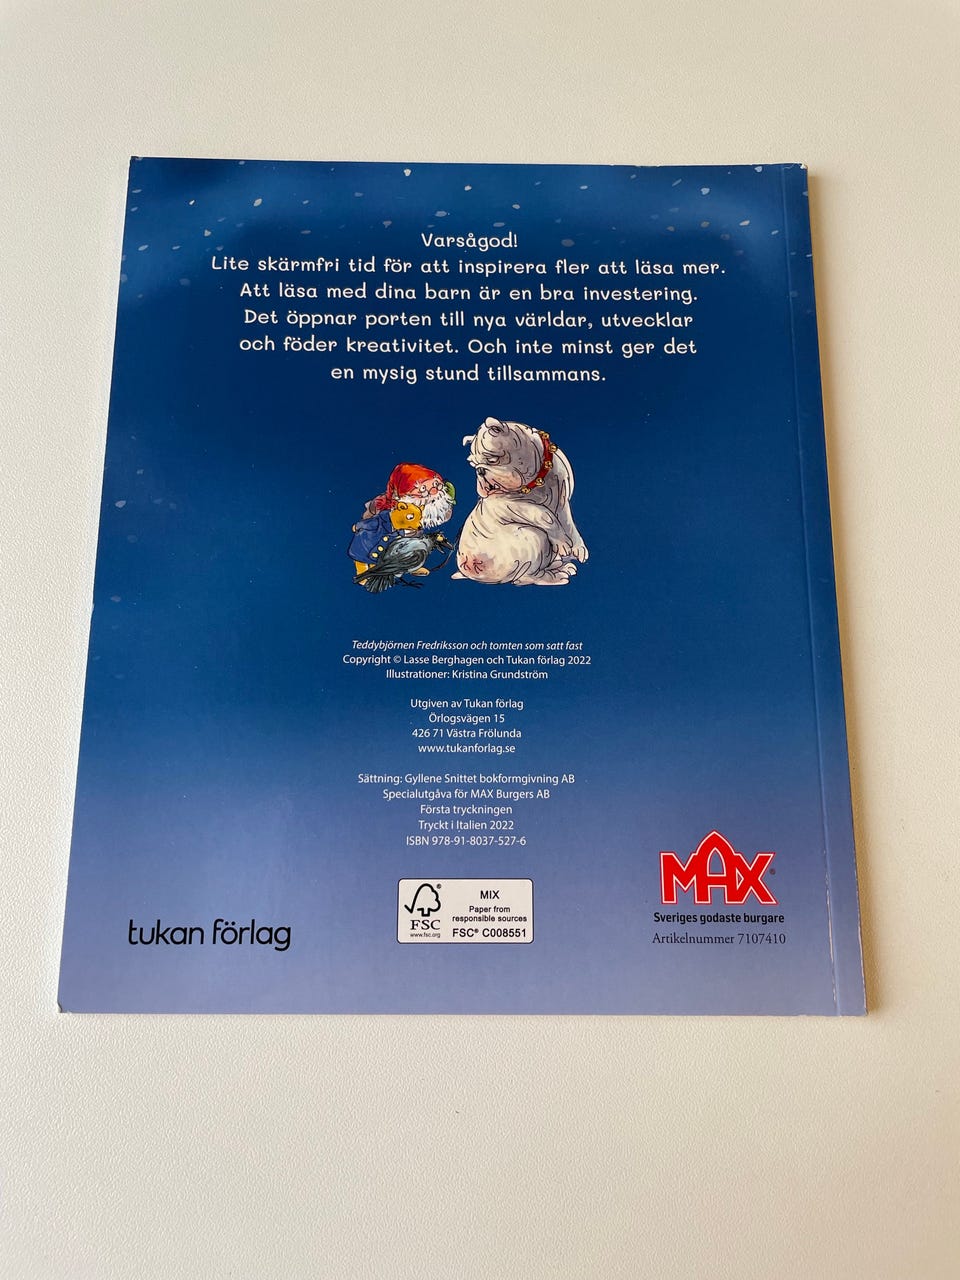 Varsågod!
Lite skärmfri tid för att inspirera fler att läsa mer.
Att läsa med dina barn är en bra investering.
Det öppnar porten till nya världar, utvecklar
och föder kreativitet. Och inte minst ger det
en mysig stund tillsammans.
Teddybjörnen Fredriksson och tomten som satt fast
Copyright © Lasse Berghagen och Tukan förlag 2022
Illustrationer: Kristina Grundström
Utgiven av Tukan förlag
Örlogsvägen 15
426 71 Västra Frölunda
www.tukanforlag.se
Sättning: Gyllene Snittet bokformgivning AB
Specialutgåva för MAX Burgers AB
Första tryckningen
Tryckt i Italien 2022
ISBN 978-91-8037-527-6
tukan förlag
®
FSC
www.fsc.org
MIX
Paper from
responsible sources
FSC® C008551
MAX®
Sveriges godaste burgare
Artikelnummer 7107410